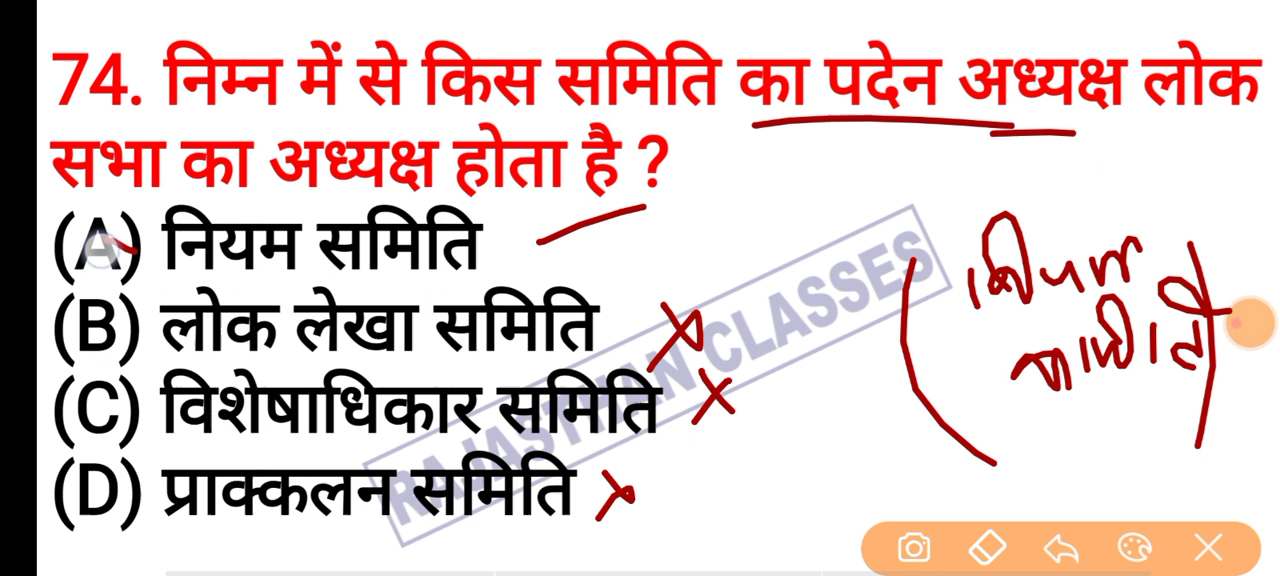 74. निम्न में से किस समिति का पदेन अध्यक्ष लोक
सभा का अध्यक्ष होता है ?
(A) नियम समिति
(B) लोक लेखा समिति
(C) विशेषाधिकार समिति
(D) प्राक्कलन समिति
RAJASTHAN CLASSES
नियम
समिति